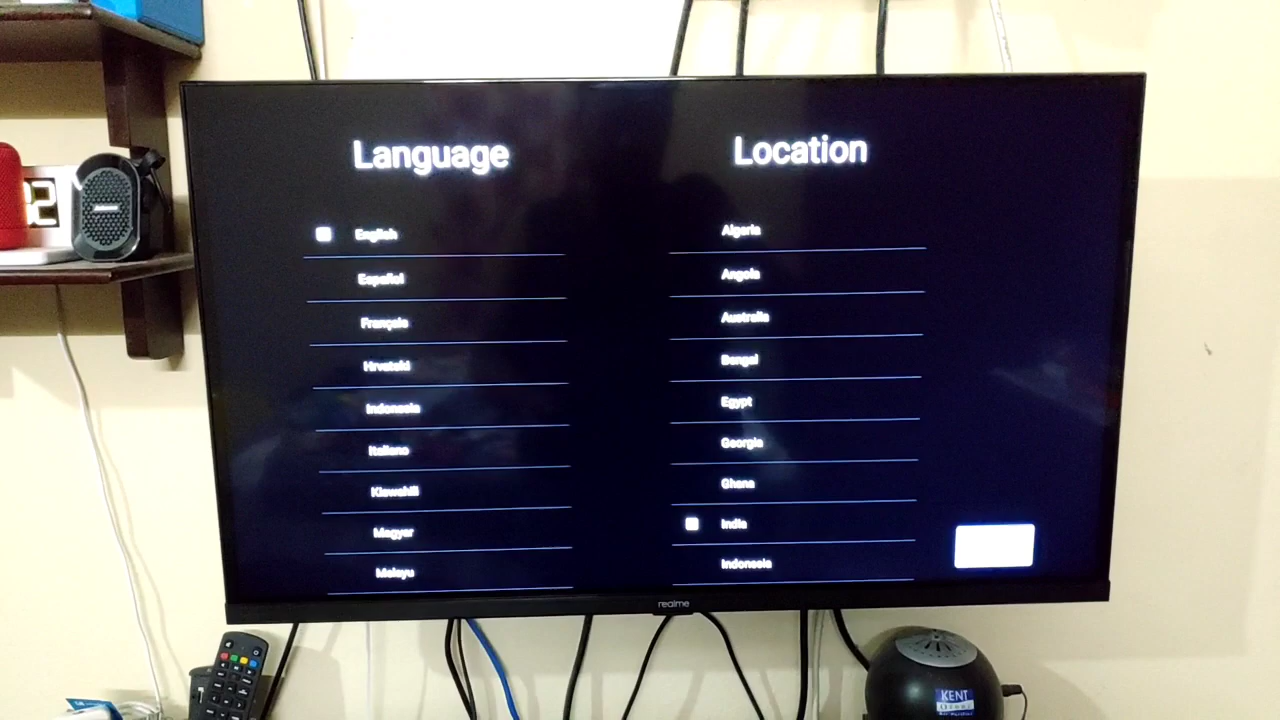 Language
English
Español
Français
Hrvatski
Indonesia
Italiano
Kiswahili
Magyar
Melayu
Location
Algeria
Angola
Australia
Bengal
Egypt
Georgia
Ghana
India
Indonesia
realme
KENT